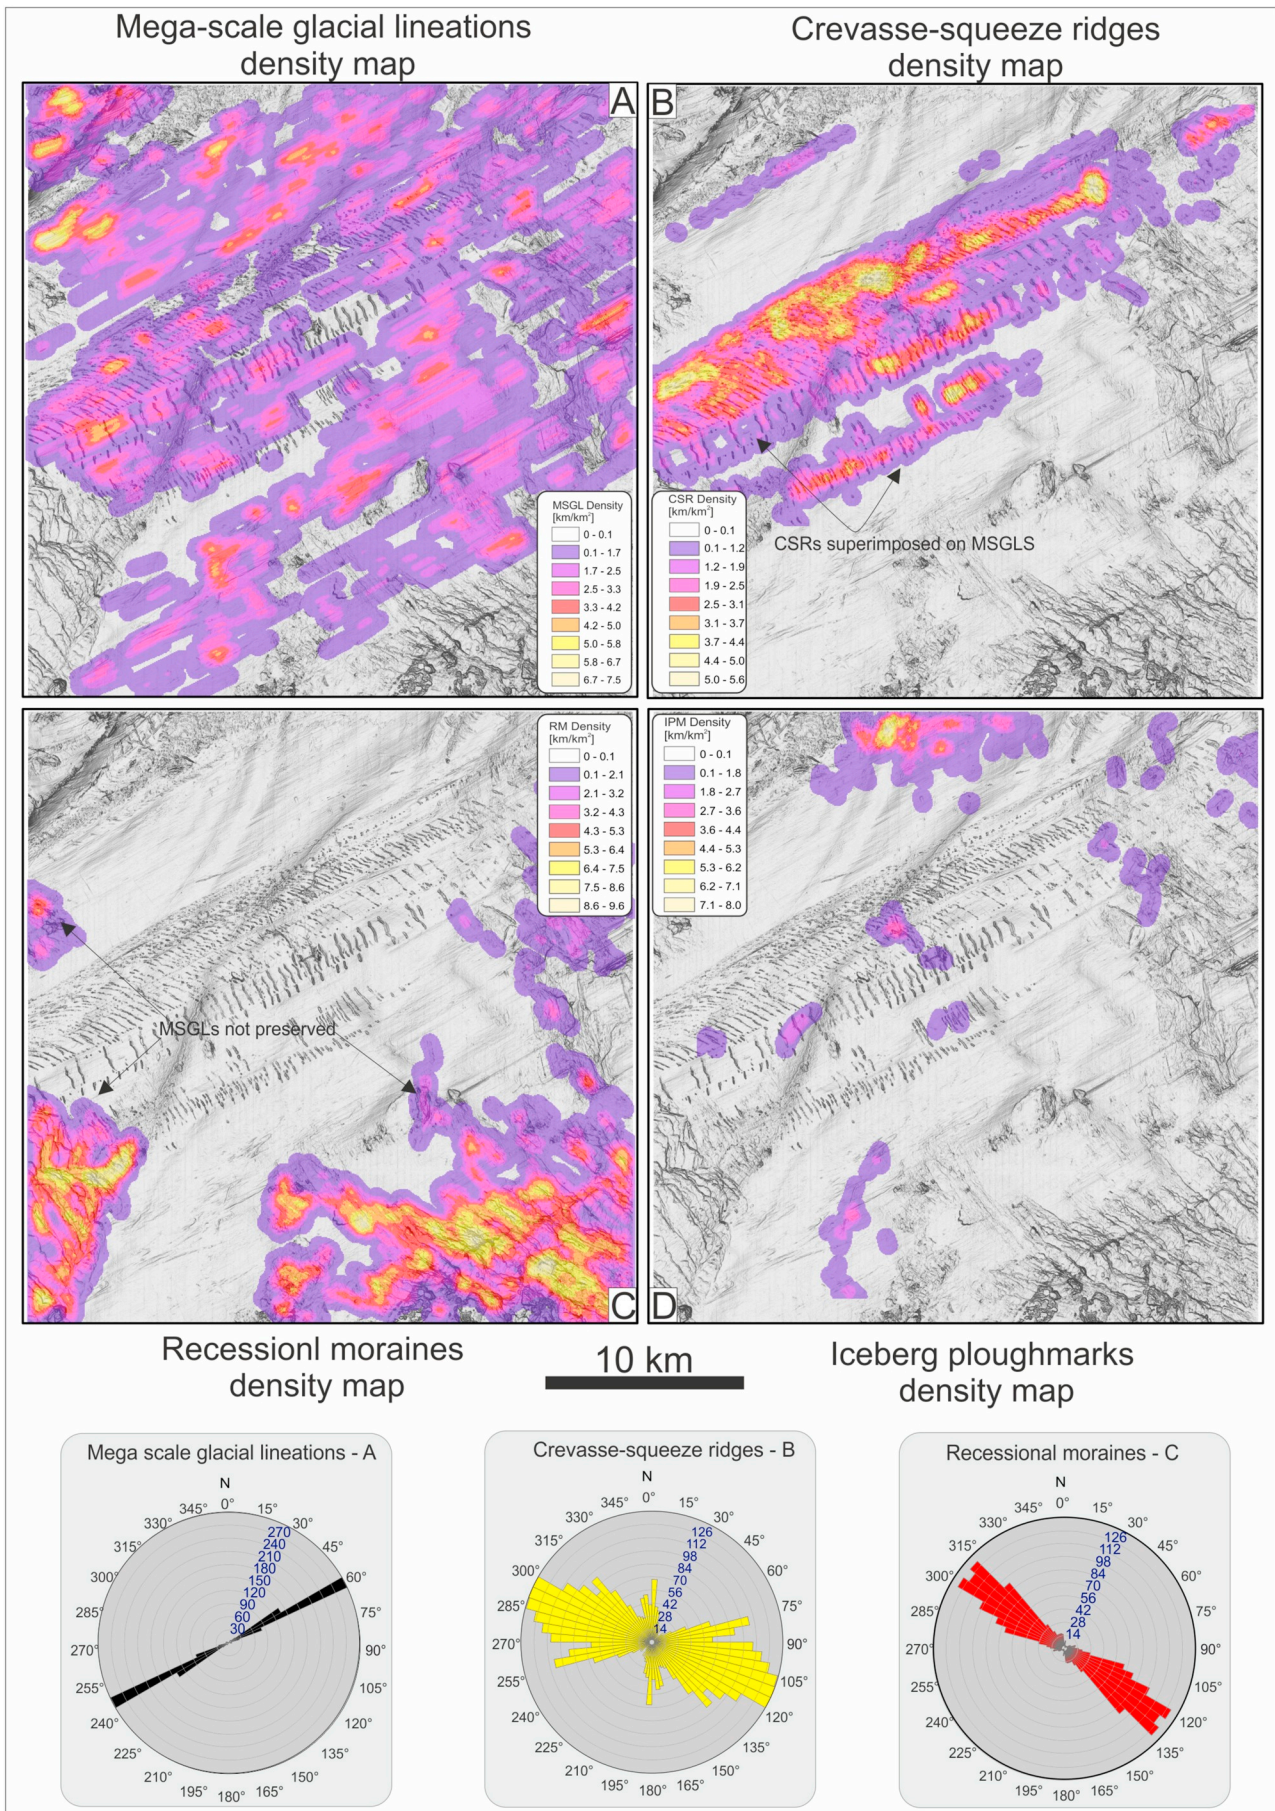 Mega-scale glacial lineations
density map
Crevasse-squeeze ridges
density map
A
B
MSGL Density
[km/km²]
0 - 0.1
0.1 - 1.7
1.7 - 2.5
2.5 - 3.3
3.3 - 4.2
4.2 - 5.0
5.0 - 5.8
5.8 - 6.7
6.7 - 7.5
CSR Density
[km/km²]
0 - 0.1
0.1 - 1.2
1.2 - 1.9
1.9 - 2.5
2.5 - 3.1
3.1 - 3.7
3.7 - 4.4
4.4 - 5.0
5.0 - 5.6
CSRs superimposed on MSGLS
RM Density
[km/km²]
0 - 0.1
0.1 - 2.1
2.1 - 3.2
3.2 - 4.3
4.3 - 5.3
5.3 - 6.4
6.4 - 7.5
7.5 - 8.6
8.6 - 9.6
MSGLs not preserved
C
IPM Density
[km/km²]
0 - 0.1
0.1 - 1.8
1.8 - 2.7
2.7 - 3.6
3.6 - 4.4
4.4 - 5.3
5.3 - 6.2
6.2 - 7.1
7.1 - 8.0
D
Recessionl moraines
density map
10 km
Iceberg ploughmarks
density map
Mega scale glacial lineations - A
N
0°
15°
30°
45°
60°
75°
90°
105°
120°
135°
150°
165°
180°
195°
210°
225°
240°
255°
270°
285°
300°
315°
330°
345°
270
240
210
180
150
120
90
60
30
Crevasse-squeeze ridges - B
N
0°
15°
30°
45°
60°
75°
90°
105°
120°
135°
150°
165°
180°
195°
210°
225°
240°
255°
270°
285°
300°
315°
330°
345°
126
112
98
84
70
56
42
28
14
Recessional moraines - C
N
0°
15°
30°
45°
60°
75°
90°
105°
120°
135°
150°
165°
180°
195°
210°
225°
240°
255°
270°
285°
300°
315°
330°
345°
126
112
98
84
70
56
42
28
14